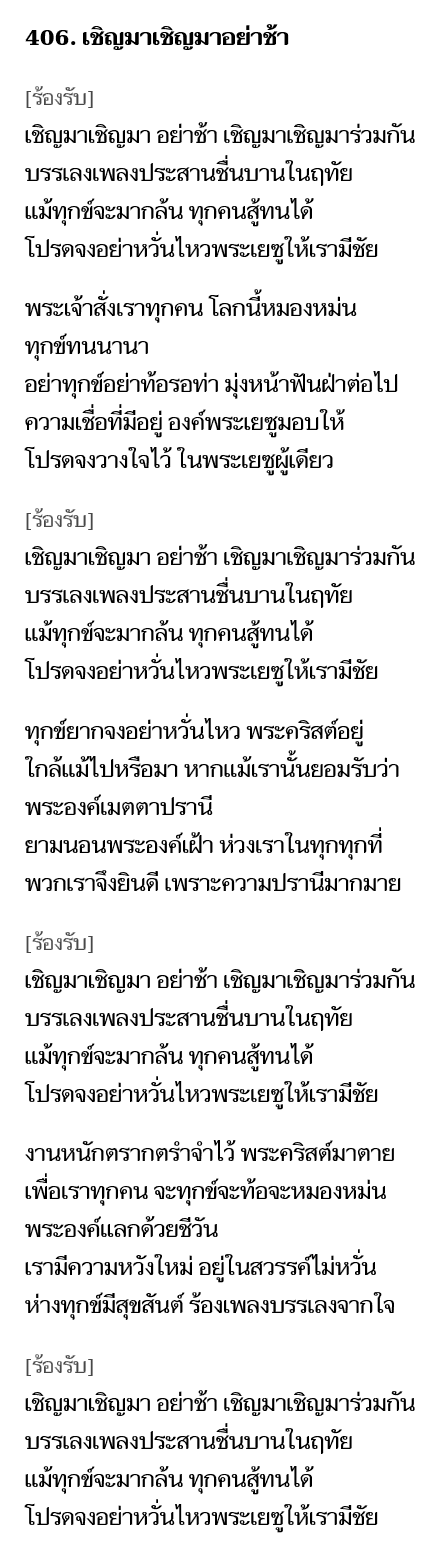 406. เชิญมาเชิญมาอย่าช้า
[ร้องรับ]
เชิญมาเชิญมา อย่าช้า เชิญมาเชิญมาร่วมกัน
บรรเลงเพลงประสานชื่นบานในฤทัย
แม้ทุกข์จะมากล้น ทุกคนสู้ทนได้
โปรดจงอย่าหวั่นไหวพระเยซูให้เรามีชัย
พระเจ้าสั่งเราทุกคน โลกนี้หมองหม่น
ทุกข์ทนนานา
อย่าทุกข์อย่าท้อรอท่า มุ่งหน้าฟันฝ่าต่อไป
ความเชื่อที่มีอยู่ องค์พระเยซูมอบให้
โปรดจงวางใจไว้ ในพระเยซูผู้เดียว
[ร้องรับ]
เชิญมาเชิญมา อย่าช้า เชิญมาเชิญมาร่วมกัน
บรรเลงเพลงประสานชื่นบานในฤทัย
แม้ทุกข์จะมากล้น ทุกคนสู้ทนได้
โปรดจงอย่าหวั่นไหวพระเยซูให้เรามีชัย
ทุกข์ยากจงอย่าหวั่นไหว พระคริสต์อยู่
ใกล้แม้ไปหรือมา หากแม้เรานั้นยอมรับว่า
พระองค์เมตตาปรานี
ยามนอนพระองค์เฝ้า ห่วงเราในทุกทุกที่
พวกเราจึงยินดี เพราะความปรานีมากมาย
[ร้องรับ]
เชิญมาเชิญมา อย่าช้า เชิญมาเชิญมาร่วมกัน
บรรเลงเพลงประสานชื่นบานในฤทัย
แม้ทุกข์จะมากล้น ทุกคนสู้ทนได้
โปรดจงอย่าหวั่นไหวพระเยซูให้เรามีชัย
งานหนักตรากตรำจำไว้ พระคริสต์มาตาย
เพื่อเราทุกคน จะทุกข์จะท้อจะหมองหม่น
พระองค์แลกด้วยชีวัน
เรามีความหวังใหม่ อยู่ในสวรรค์ไม่หวั่น
ห่างทุกข์มีสุขสันต์ ร้องเพลงบรรเลงจากใจ
[ร้องรับ]
เชิญมาเชิญมา อย่าช้า เชิญมาเชิญมาร่วมกัน
บรรเลงเพลงประสานชื่นบานในฤทัย
แม้ทุกข์จะมากล้น ทุกคนสู้ทนได้
โปรดจงอย่าหวั่นไหวพระเยซูให้เรามีชัย